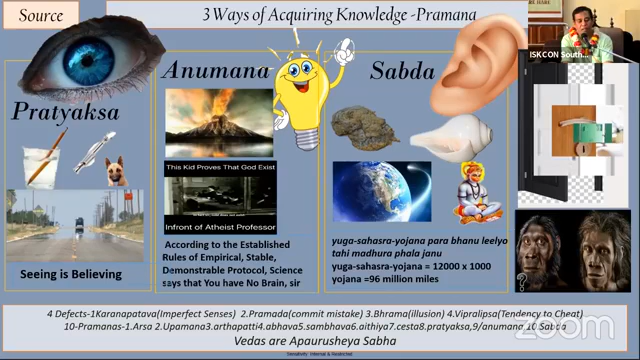 Source
3 Ways of Acquiring Knowledge -Pramana
ISKCON South...
Pratyaksa
Anumana
Sabda
This Kid Proves That God Exist
Infront of Atheist Professor
Seeing is Believing
According to the Established
Rules of Empirical, Stable,
Demonstrable Protocol, Science
says that You have No Brain, sir
yuga-sahasra-yojana para bhanu leelyo
tahi madhura phala janu
yuga-sahasra-yojana = 12000 x 1000
yojana =96 million miles
?
4 Defects-1Karanapatava(Imperfect Senses) 2.Pramada(commit mistake) 3.Bhrama(illusion) 4.Vipralipsa(Tendency to Cheat)
10-Pramanas-1.Arsa 2.Upamana3.arthapatti4.abhava5.sambhava6.aithiya7.cesta8.pratyaksa,9/anumana,10.Sabda
Vedas are Apaurusheya Sabha
zoom
Sensitivity: Internal & Restricted